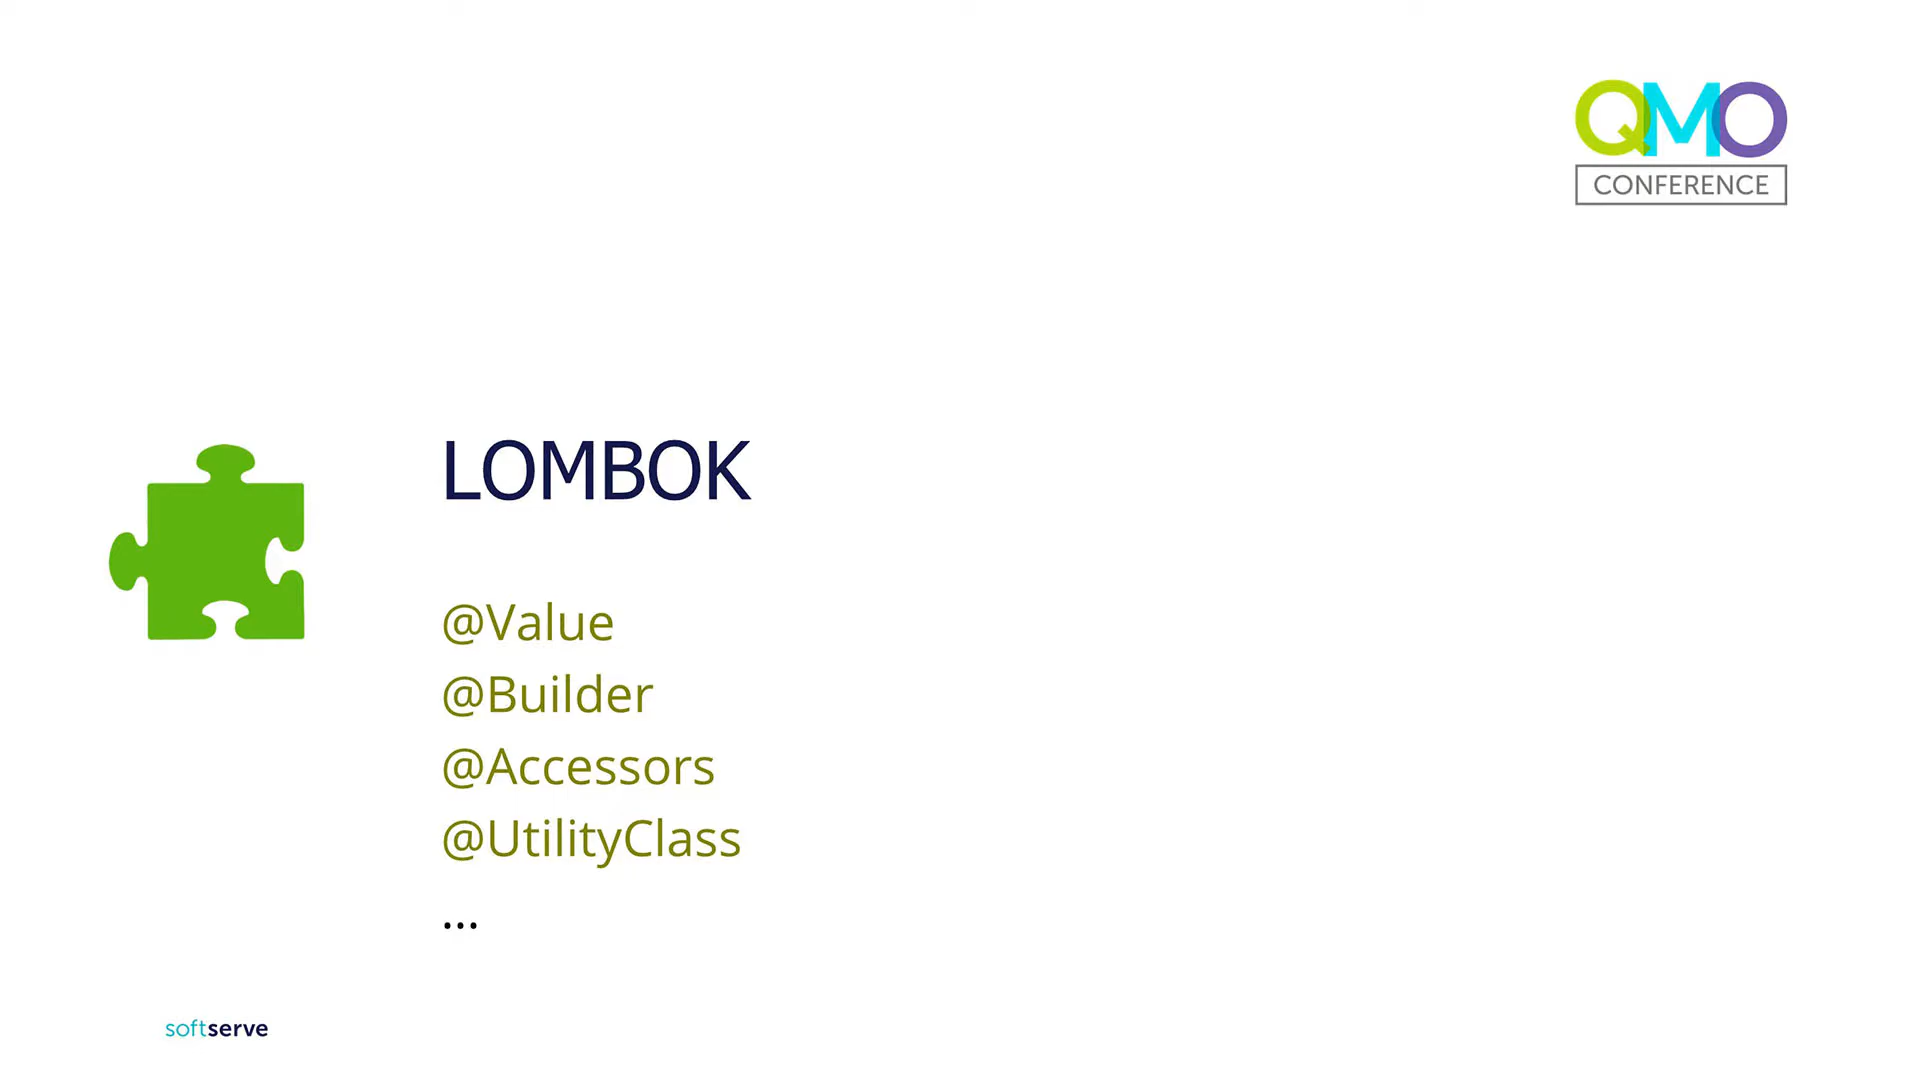 QMO
CONFERENCE
LOMBOK
@Value
@Builder
@Accessors
@UtilityClass
...
softserve